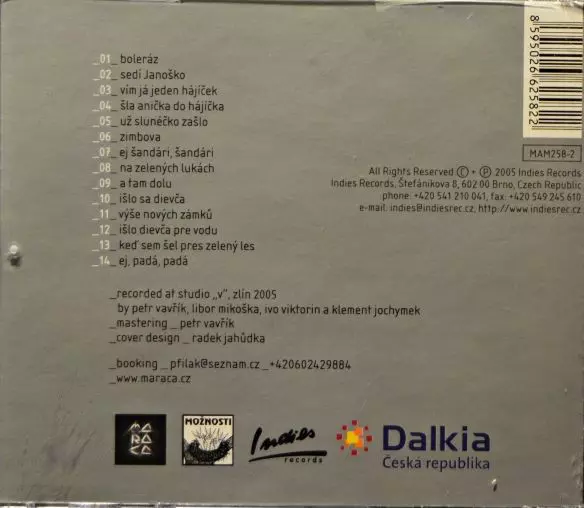 _01_ boleráz
_02_ sedí Janoško
_03_ vím já jeden hájíček
_04_ šla anička do hájíčka
_05_ už slunéčko zašlo
_06_ zimbova
_07_ ej šandári, šandári
_08_ na zelených lukách
_09_ a tam dolu
_10_ išlo sa dievča
_11_ výše nových zámků
_12_ išlo dievča pre vodu
_13_ keď sem šel pres zelený les
_14_ ej, padá, padá
8595026625822
MAM258-2
All Rights Reserved Ⓒ + Ⓟ 2005 Indies Records
Indies Records, Štefánikova 8, 602 00 Brno, Czech Republic
phone: +420 541 210 041, fax: +420 549 245 610
e-mail: indies@indiesrec.cz, http://www.indiesrec.cz
_recorded at studio „v", zlín 2005
by petr vavřík, libor mikoška, ivo viktorin a klement jochymek
_mastering _ petr vavřík
_cover design _ radek jahůdka
_booking _ pfilak@seznam.cz _+420602429884
_www.maraca.cz
MARACA
MOŽNOSTI
Indies
records
Dalkia
Česká republika